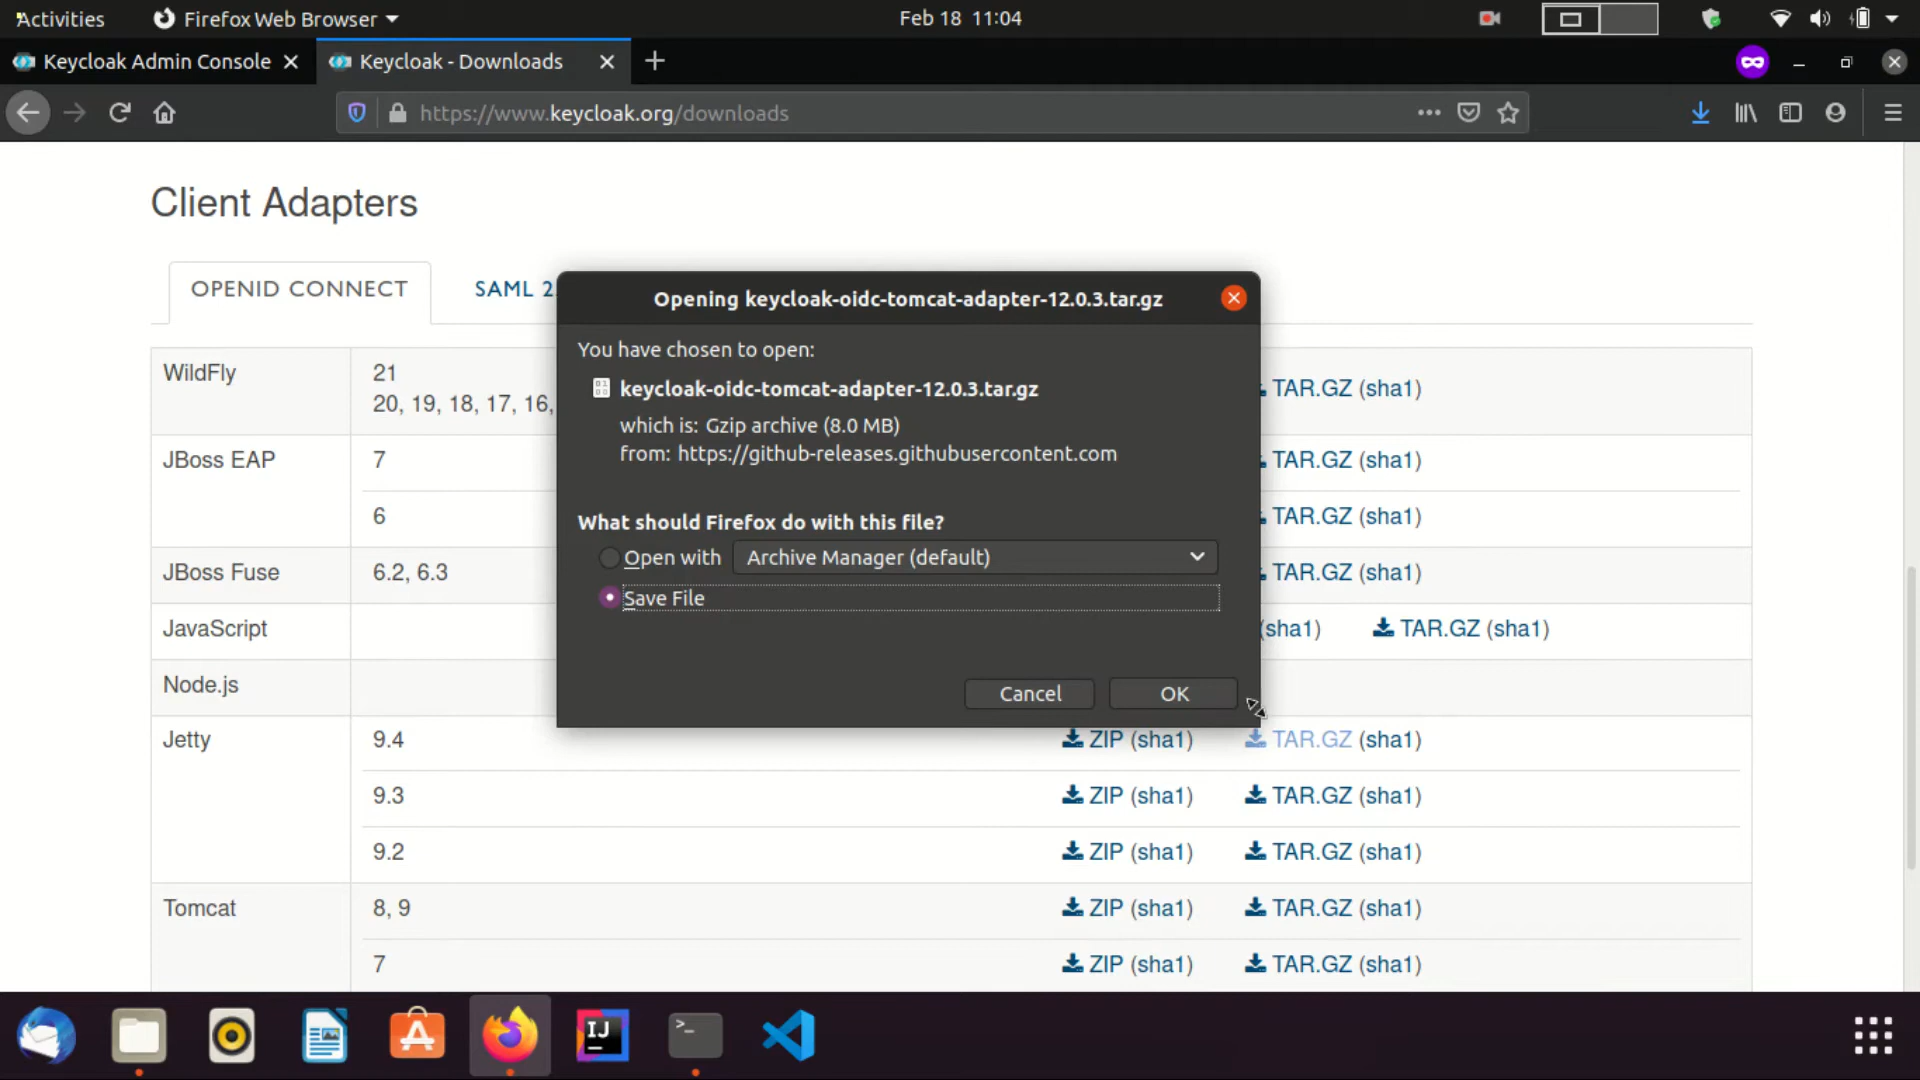 Activities
Firefox Web Browser
Feb 18 11:04
Keycloak Admin Console
Keycloak - Downloads
https://www.keycloak.org/downloads
Client Adapters
OPENID CONNECT
SAML 2
WildFly
21
20, 19, 18, 17, 16,
TAR.GZ (sha1)
JBoss EAP
7
TAR.GZ (sha1)
6
TAR.GZ (sha1)
JBoss Fuse
6.2, 6.3
TAR.GZ (sha1)
JavaScript
(sha1)
TAR.GZ (sha1)
Node.js
Jetty
9.4
ZIP (sha1)
TAR.GZ (sha1)
9.3
ZIP (sha1)
TAR.GZ (sha1)
9.2
ZIP (sha1)
TAR.GZ (sha1)
Tomcat
8, 9
ZIP (sha1)
TAR.GZ (sha1)
7
ZIP (sha1)
TAR.GZ (sha1)
Opening keycloak-oidc-tomcat-adapter-12.0.3.tar.gz
You have chosen to open:
keycloak-oidc-tomcat-adapter-12.0.3.tar.gz
which is: Gzip archive (8.0 MB)
from: https://github-releases.githubusercontent.com
What should Firefox do with this file?
Open with
Archive Manager (default)
Save File
Cancel
OK
IJ
>_